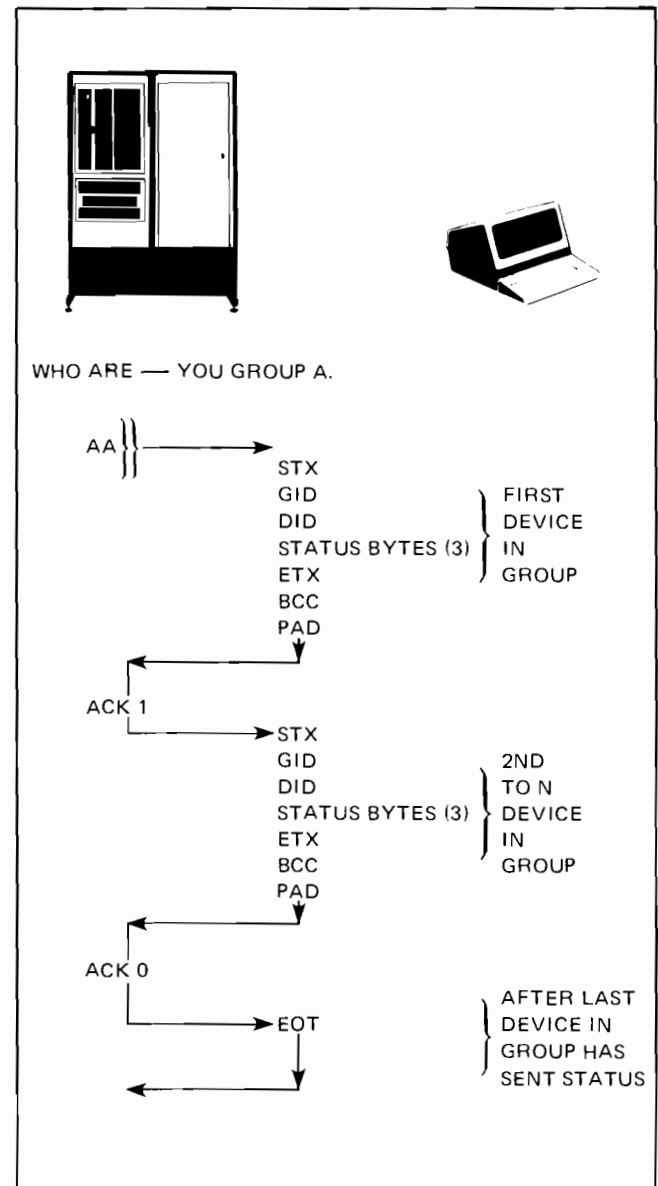 WHO ARE — YOU GROUP A.
AA
STX
GID
DID
STATUS BYTES (3)
ETX
BCC
PAD
FIRST
DEVICE
IN
GROUP
ACK 1
STX
GID
DID
STATUS BYTES (3)
ETX
BCC
PAD
2ND
TO N
DEVICE
IN
GROUP
ACK 0
EOT
AFTER LAST
DEVICE IN
GROUP HAS
SENT STATUS